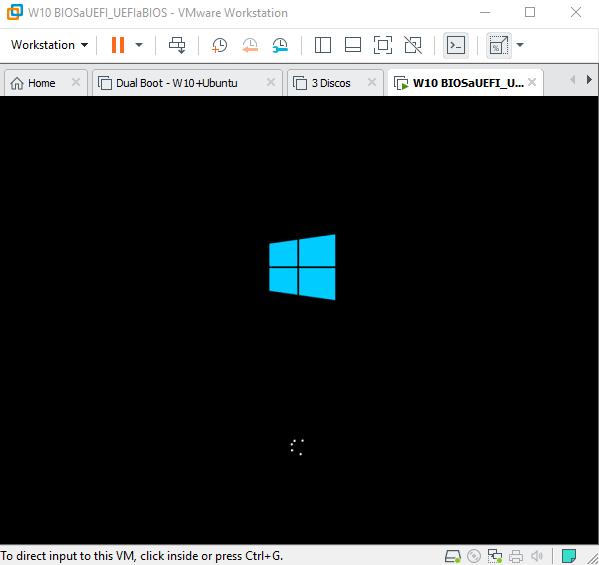 W10 BIOSaUEFI_UEFIaBIOS - VMware Workstation
Workstation
Home
Dual Boot - W10+Ubuntu
3 Discos
W10 BIOSaUEFI_U...
To direct input to this VM, click inside or press Ctrl+G.